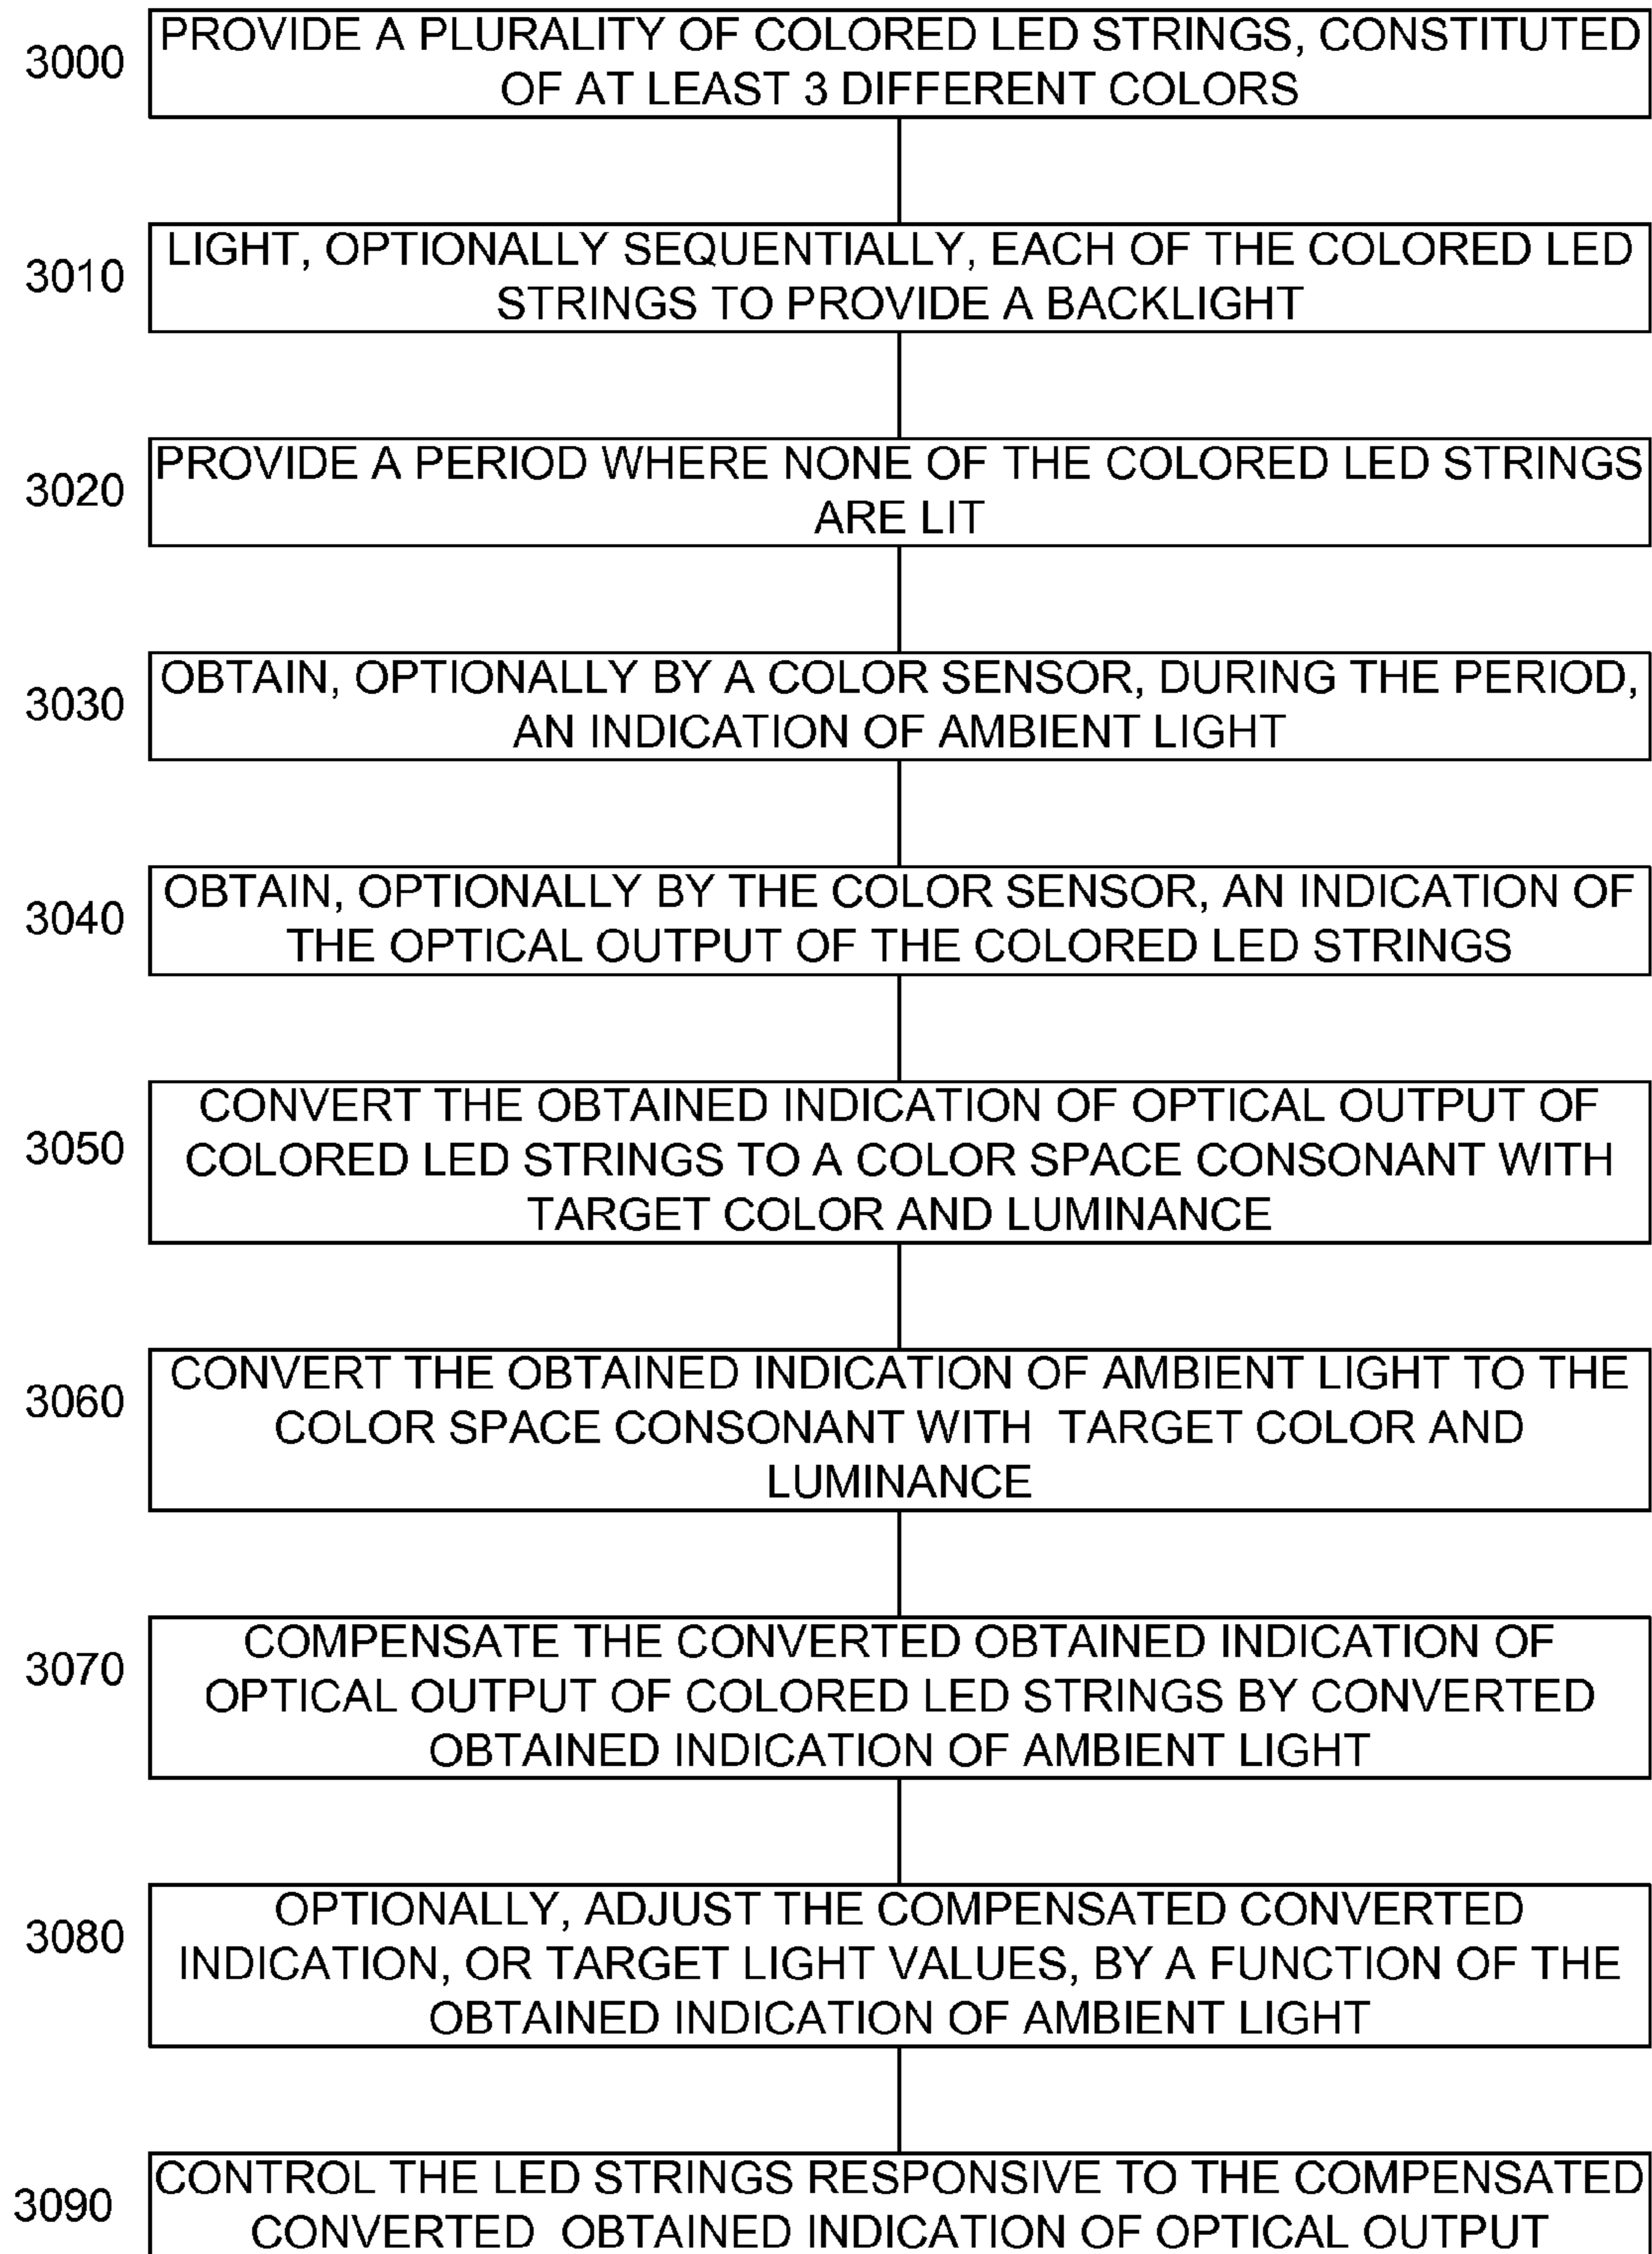 3000
PROVIDE A PLURALITY OF COLORED LED STRINGS, CONSTITUTED
OF AT LEAST 3 DIFFERENT COLORS
3010
LIGHT, OPTIONALLY SEQUENTIALLY, EACH OF THE COLORED LED
STRINGS TO PROVIDE A BACKLIGHT
3020
PROVIDE A PERIOD WHERE NONE OF THE COLORED LED STRINGS
ARE LIT
3030
OBTAIN, OPTIONALLY BY A COLOR SENSOR, DURING THE PERIOD,
AN INDICATION OF AMBIENT LIGHT
3040
OBTAIN, OPTIONALLY BY THE COLOR SENSOR, AN INDICATION OF
THE OPTICAL OUTPUT OF THE COLORED LED STRINGS
3050
CONVERT THE OBTAINED INDICATION OF OPTICAL OUTPUT OF
COLORED LED STRINGS TO A COLOR SPACE CONSONANT WITH
TARGET COLOR AND LUMINANCE
3060
CONVERT THE OBTAINED INDICATION OF AMBIENT LIGHT TO THE
COLOR SPACE CONSONANT WITH TARGET COLOR AND
LUMINANCE
3070
COMPENSATE THE CONVERTED OBTAINED INDICATION OF
OPTICAL OUTPUT OF COLORED LED STRINGS BY CONVERTED
OBTAINED INDICATION OF AMBIENT LIGHT
3080
OPTIONALLY, ADJUST THE COMPENSATED CONVERTED
INDICATION, OR TARGET LIGHT VALUES, BY A FUNCTION OF THE
OBTAINED INDICATION OF AMBIENT LIGHT
3090
CONTROL THE LED STRINGS RESPONSIVE TO THE COMPENSATED
CONVERTED OBTAINED INDICATION OF OPTICAL OUTPUT